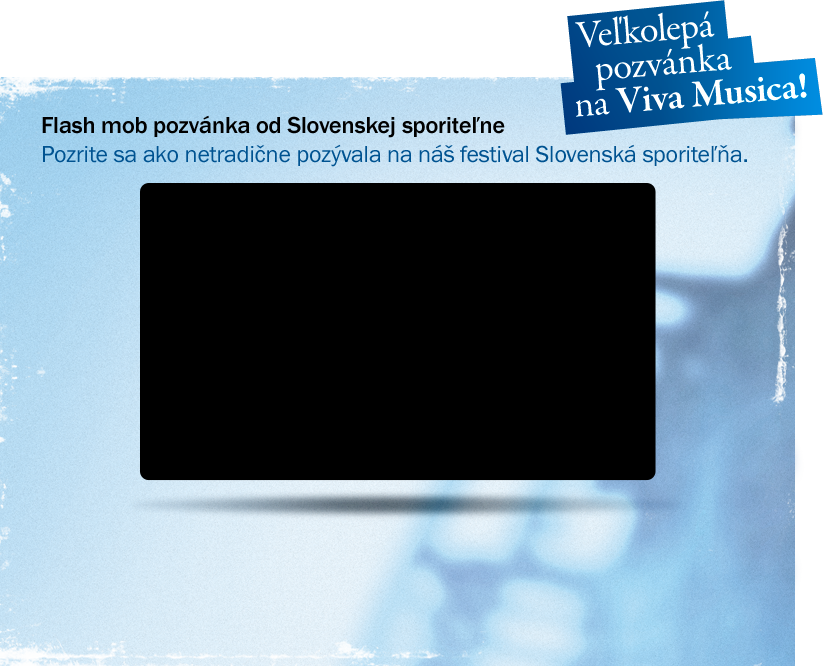 Veľkolepá
pozvánka
na Viva Musica!
Flash mob pozvánka od Slovenskej sporiteľne
Pozrite sa ako netradične pozývala na náš festival Slovenská sporiteľňa.